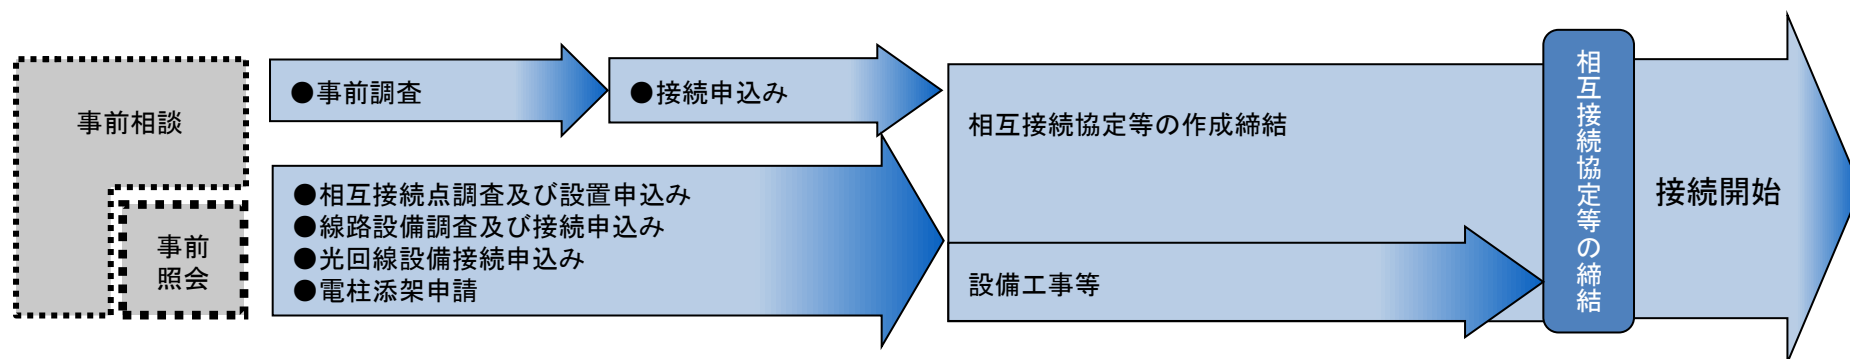 事前相談
事前
照会
●事前調査
●接続申込み
●相互接続点調査及び設置申込み
●線路設備調査及び接続申込み
●光回線設備接続申込み
●電柱添架申請
相互接続協定等の作成締結
設備工事等
相互接続協定等の締結
接続開始